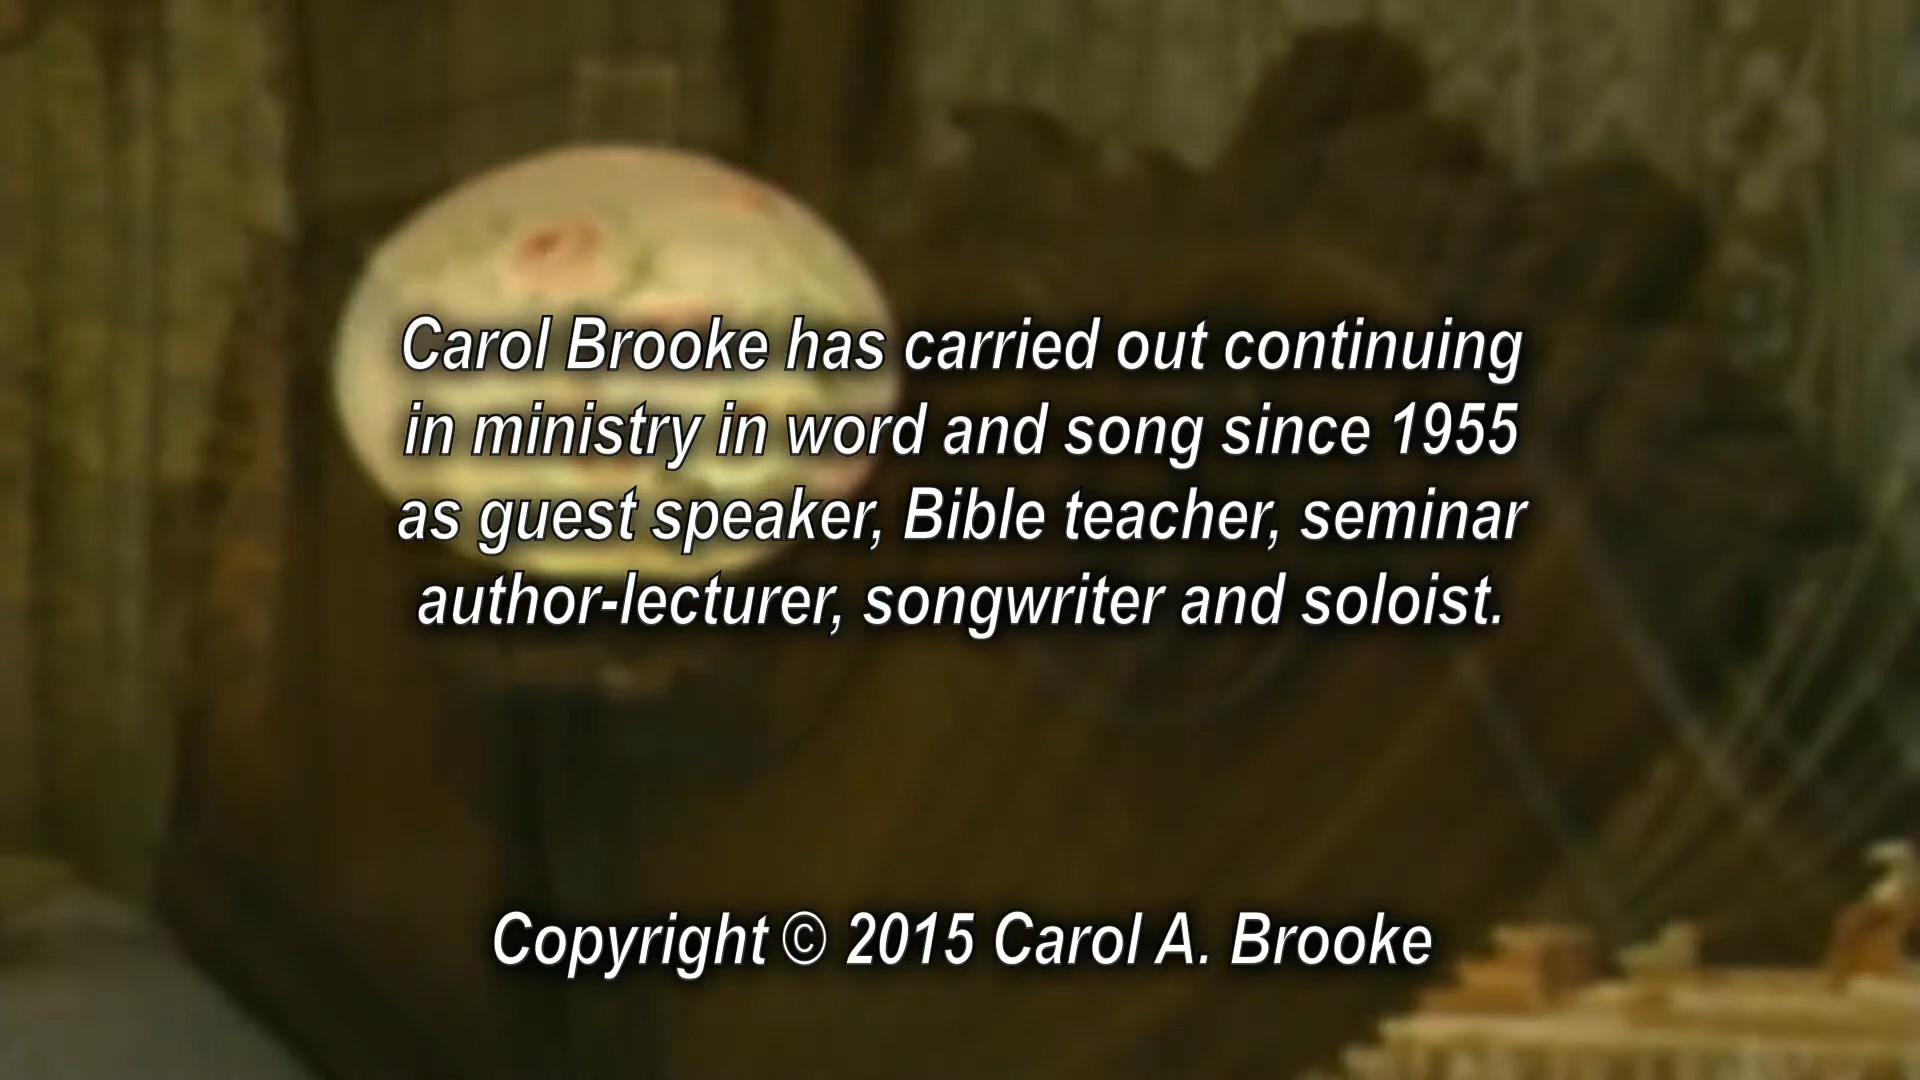 Carol Brooke has carried out continuing
in ministry in word and song since 1955
as guest speaker, Bible teacher, seminar
author-lecturer, songwriter and soloist.
Copyright © 2015 Carol A. Brooke